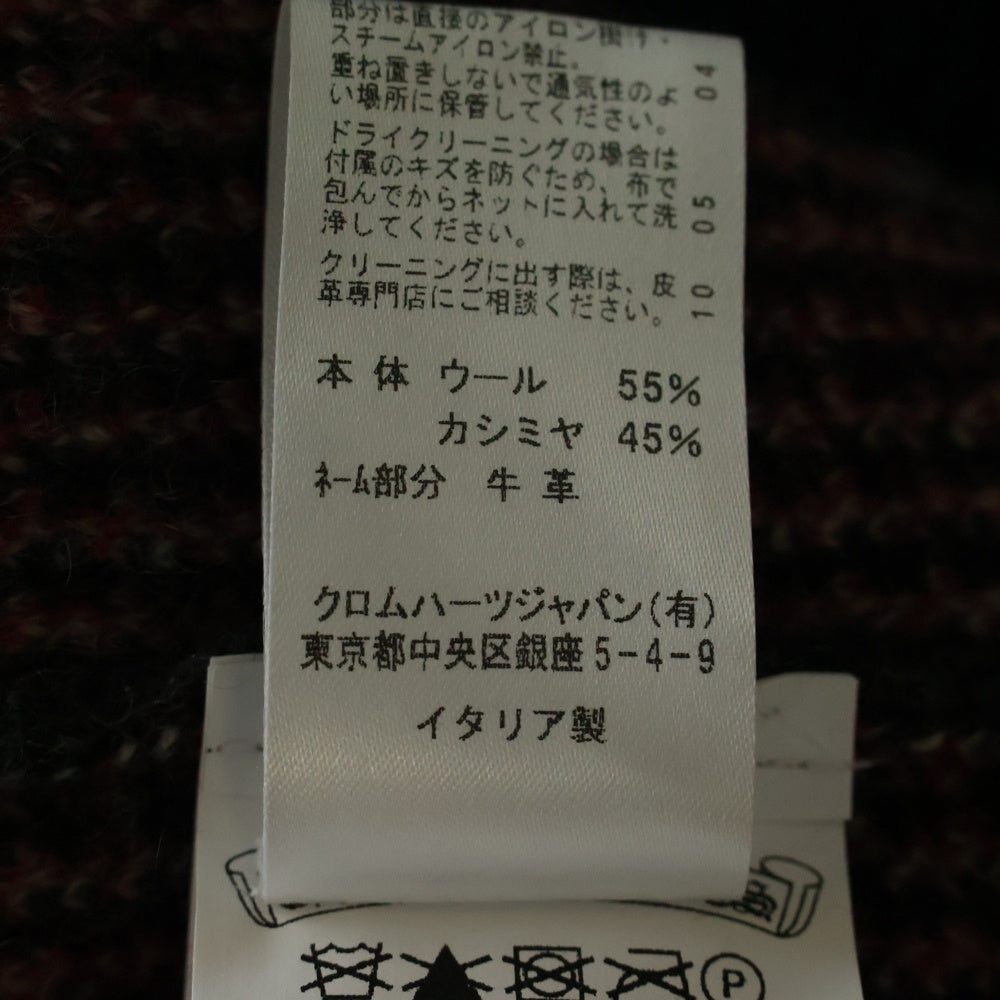 部分は直接のアイロン掛け・
スチームアイロン禁止。
重ね置きしないで通気性のよ
い場所に保管してください。
ドライクリーニングの場合は
付属のキズを防ぐため、布で
包んでからネットに入れて洗
浄してください。
クリーニングに出す際は、皮
革専門店にご相談ください。
04
05
10
本体 ウール 55%
カシミヤ 45%
ﾈｰﾑ部分 牛革
クロムハーツジャパン(有)
東京都中央区銀座5-4-9
イタリア製
P